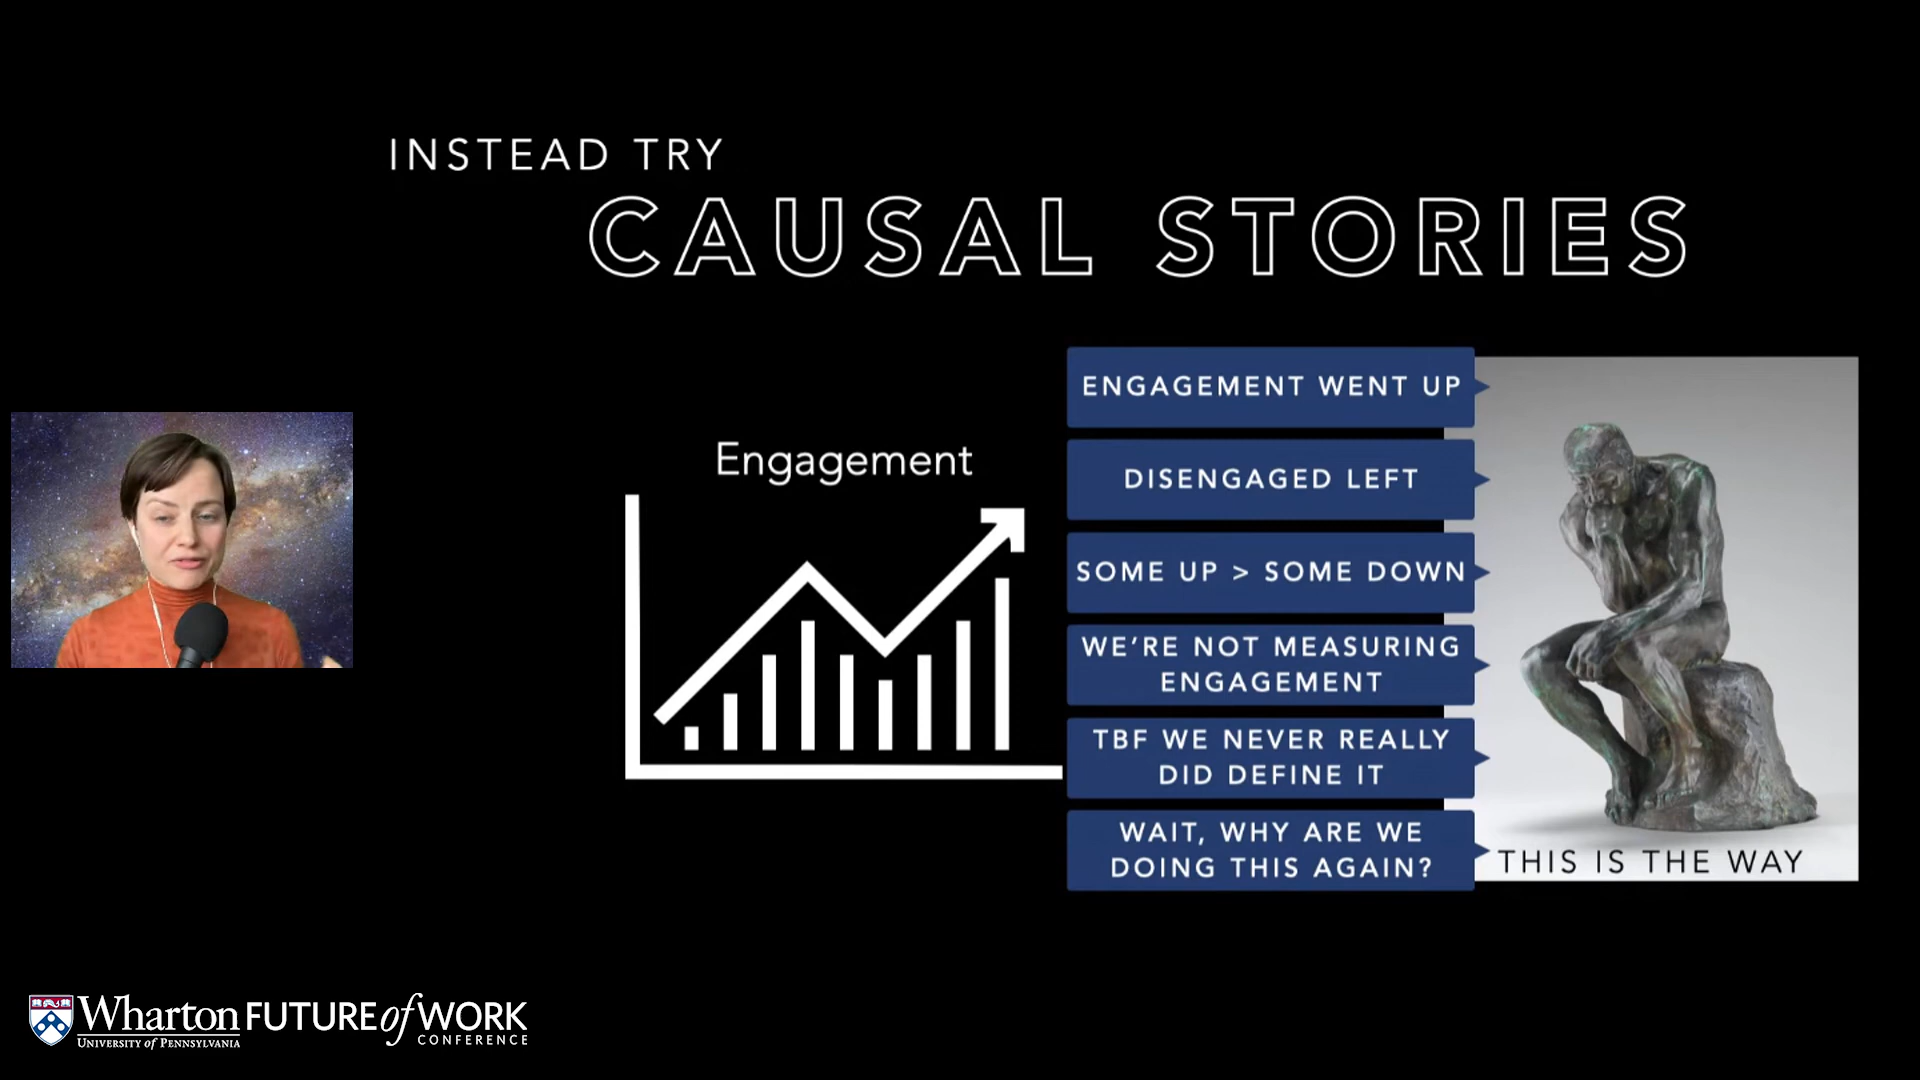 INSTEAD TRY
CAUSAL STORIES
Engagement
ENGAGEMENT WENT UP
DISENGAGED LEFT
SOME UP > SOME DOWN
WE’RE NOT MEASURING
ENGAGEMENT
TBF WE NEVER REALLY
DID DEFINE IT
WAIT, WHY ARE WE
DOING THIS AGAIN?
THIS IS THE WAY
Wharton FUTURE of WORK
UNIVERSITY of PENNSYLVANIA CONFERENCE